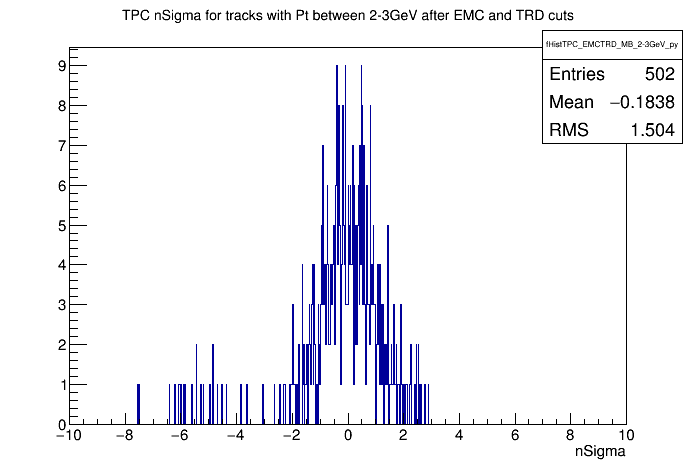 TPC nSigma for tracks with Pt between 2-3GeV after EMC and TRD cuts
fHistTPC_EMCTRD_MB_2-3GeV_py
Entries 502
Mean −0.1838
RMS 1.504
9
8
7
6
5
4
3
2
1
0
−10 −8 −6 −4 −2 0 2 4 6 8 10
nSigma